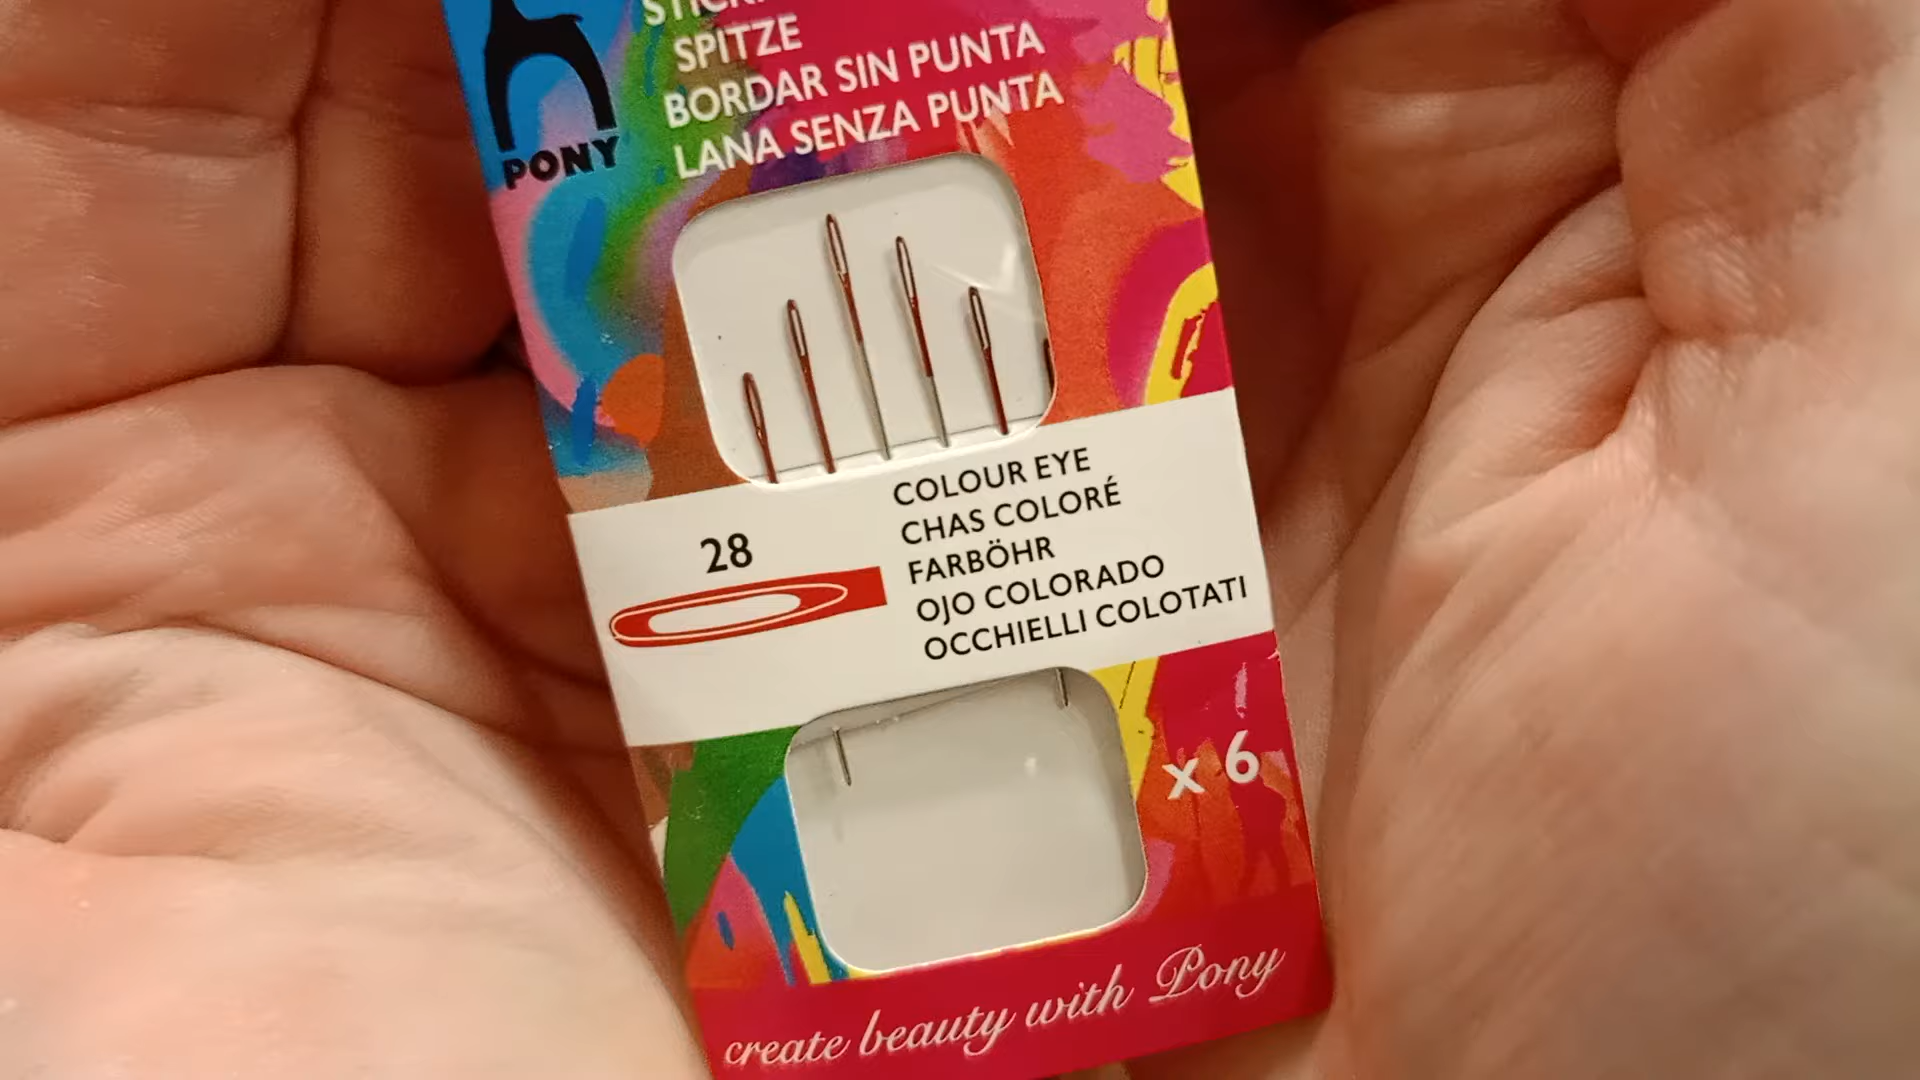 SPITZE
BORDAR SIN PUNTA
LANA SENZA PUNTA
PONY
28
COLOUR EYE
CHAS COLORÉ
FARBÖHR
OJO COLORADO
OCCHIELLI COLOTATI
x 6
create beauty with Pony